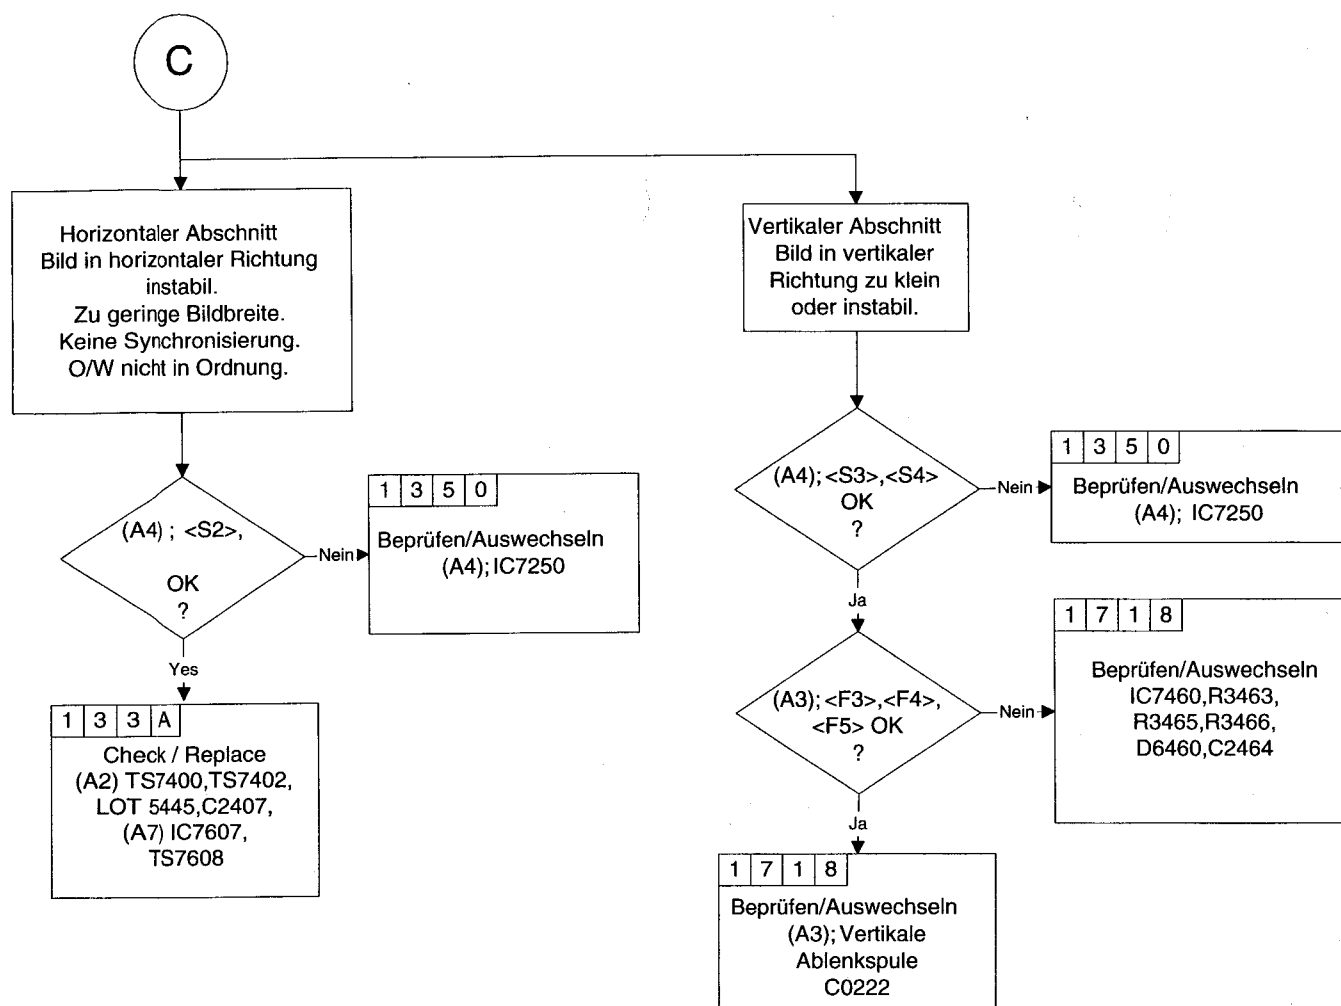 C
Horizontaler Abschnitt
Bild in horizontaler Richtung
instabil.
Zu geringe Bildbreite.
Keine Synchronisierung.
O/W nicht in Ordnung.
(A4) ; <S2>,
OK
?
Nein
1 3 5 0
Beprüfen/Auswechseln
(A4); IC7250
Yes
1 3 3 A
Check / Replace
(A2) TS7400,TS7402,
LOT 5445,C2407,
(A7) IC7607,
TS7608
Vertikaler Abschnitt
Bild in vertikaler
Richtung zu klein
oder instabil.
(A4); <S3>,<S4>
OK
?
Nein
1 3 5 0
Beprüfen/Auswechseln
(A4); IC7250
Ja
(A3); <F3>,<F4>,
<F5> OK
?
Nein
1 7 1 8
Beprüfen/Auswechseln
IC7460,R3463,
R3465,R3466,
D6460,C2464
Ja
1 7 1 8
Beprüfen/Auswechseln
(A3); Vertikale
Ablenkspule
C0222